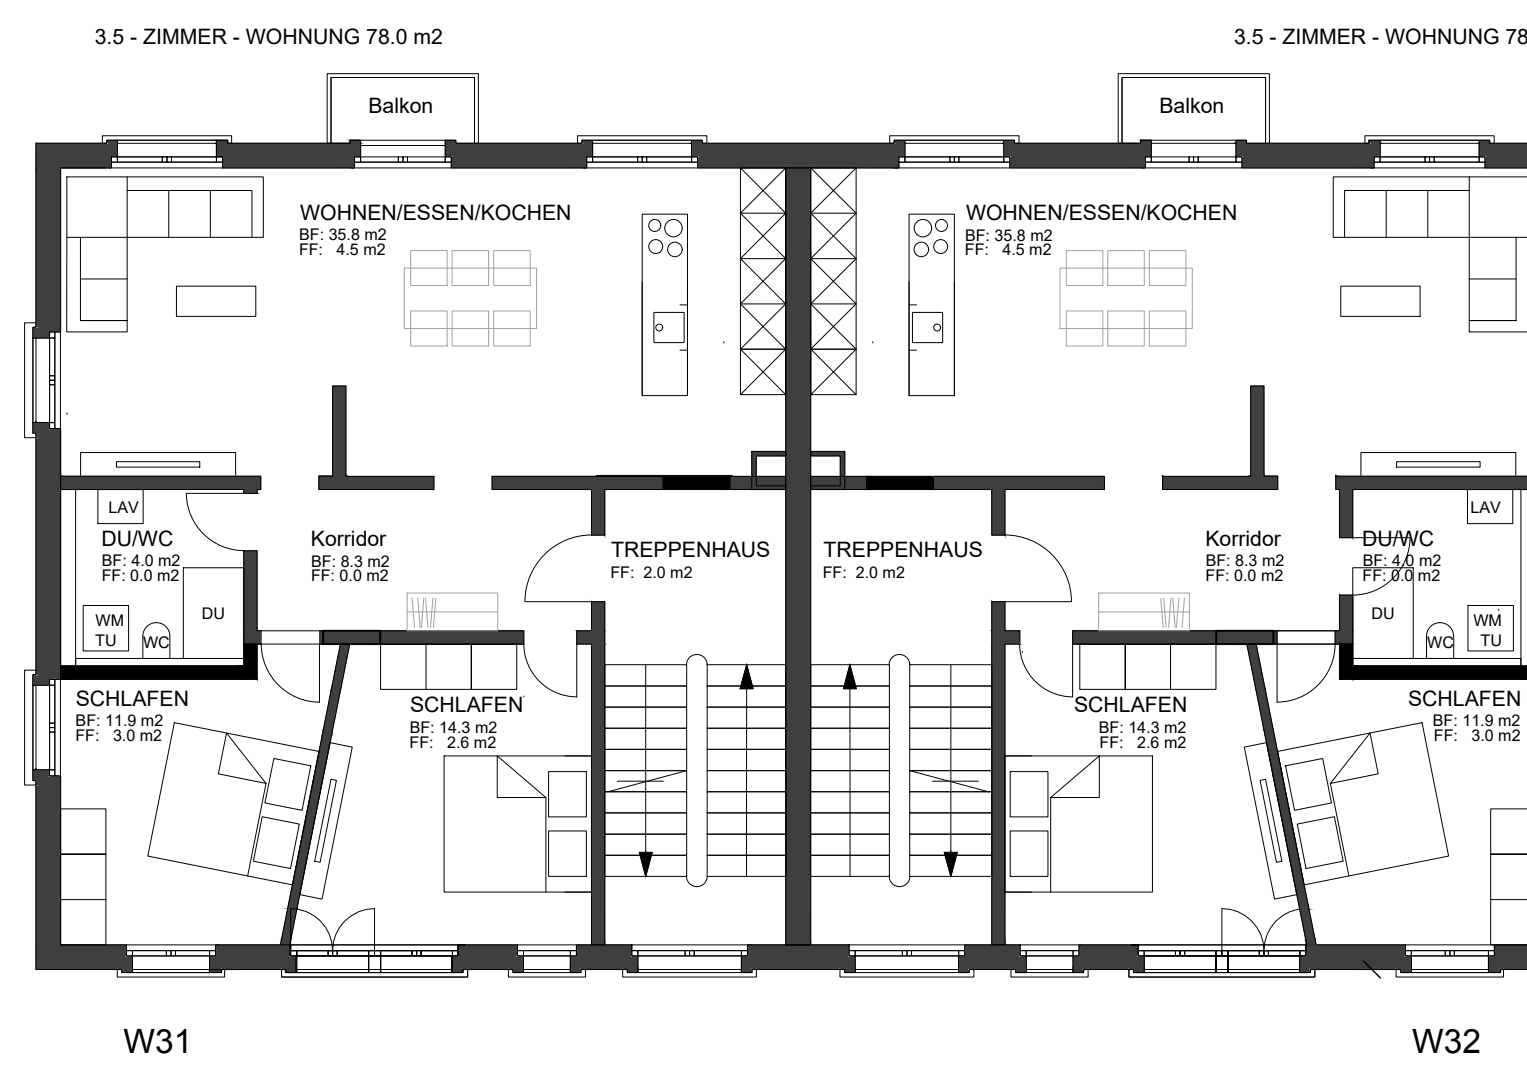 3.5 - ZIMMER - WOHNUNG 78.0 m2
3.5 - ZIMMER - WOHNUNG 78
Balkon
Balkon
WOHNEN/ESSEN/KOCHEN
BF: 35.8 m2
FF: 4.5 m2
WOHNEN/ESSEN/KOCHEN
BF: 35.8 m2
FF: 4.5 m2
LAV
DU/WC
BF: 4.0 m2
FF: 0.0 m2
DU
WM
TU
WC
Korridor
BF: 8.3 m2
FF: 0.0 m2
TREPPENHAUS
FF: 2.0 m2
TREPPENHAUS
FF: 2.0 m2
Korridor
BF: 8.3 m2
FF: 0.0 m2
LAV
DU/WC
BF: 4.0 m2
FF: 0.0 m2
DU
WC
WM
TU
SCHLAFEN
BF: 11.9 m2
FF: 3.0 m2
SCHLAFEN
BF: 14.3 m2
FF: 2.6 m2
SCHLAFEN
BF: 14.3 m2
FF: 2.6 m2
SCHLAFEN
BF: 11.9 m2
FF: 3.0 m2
W31
W32